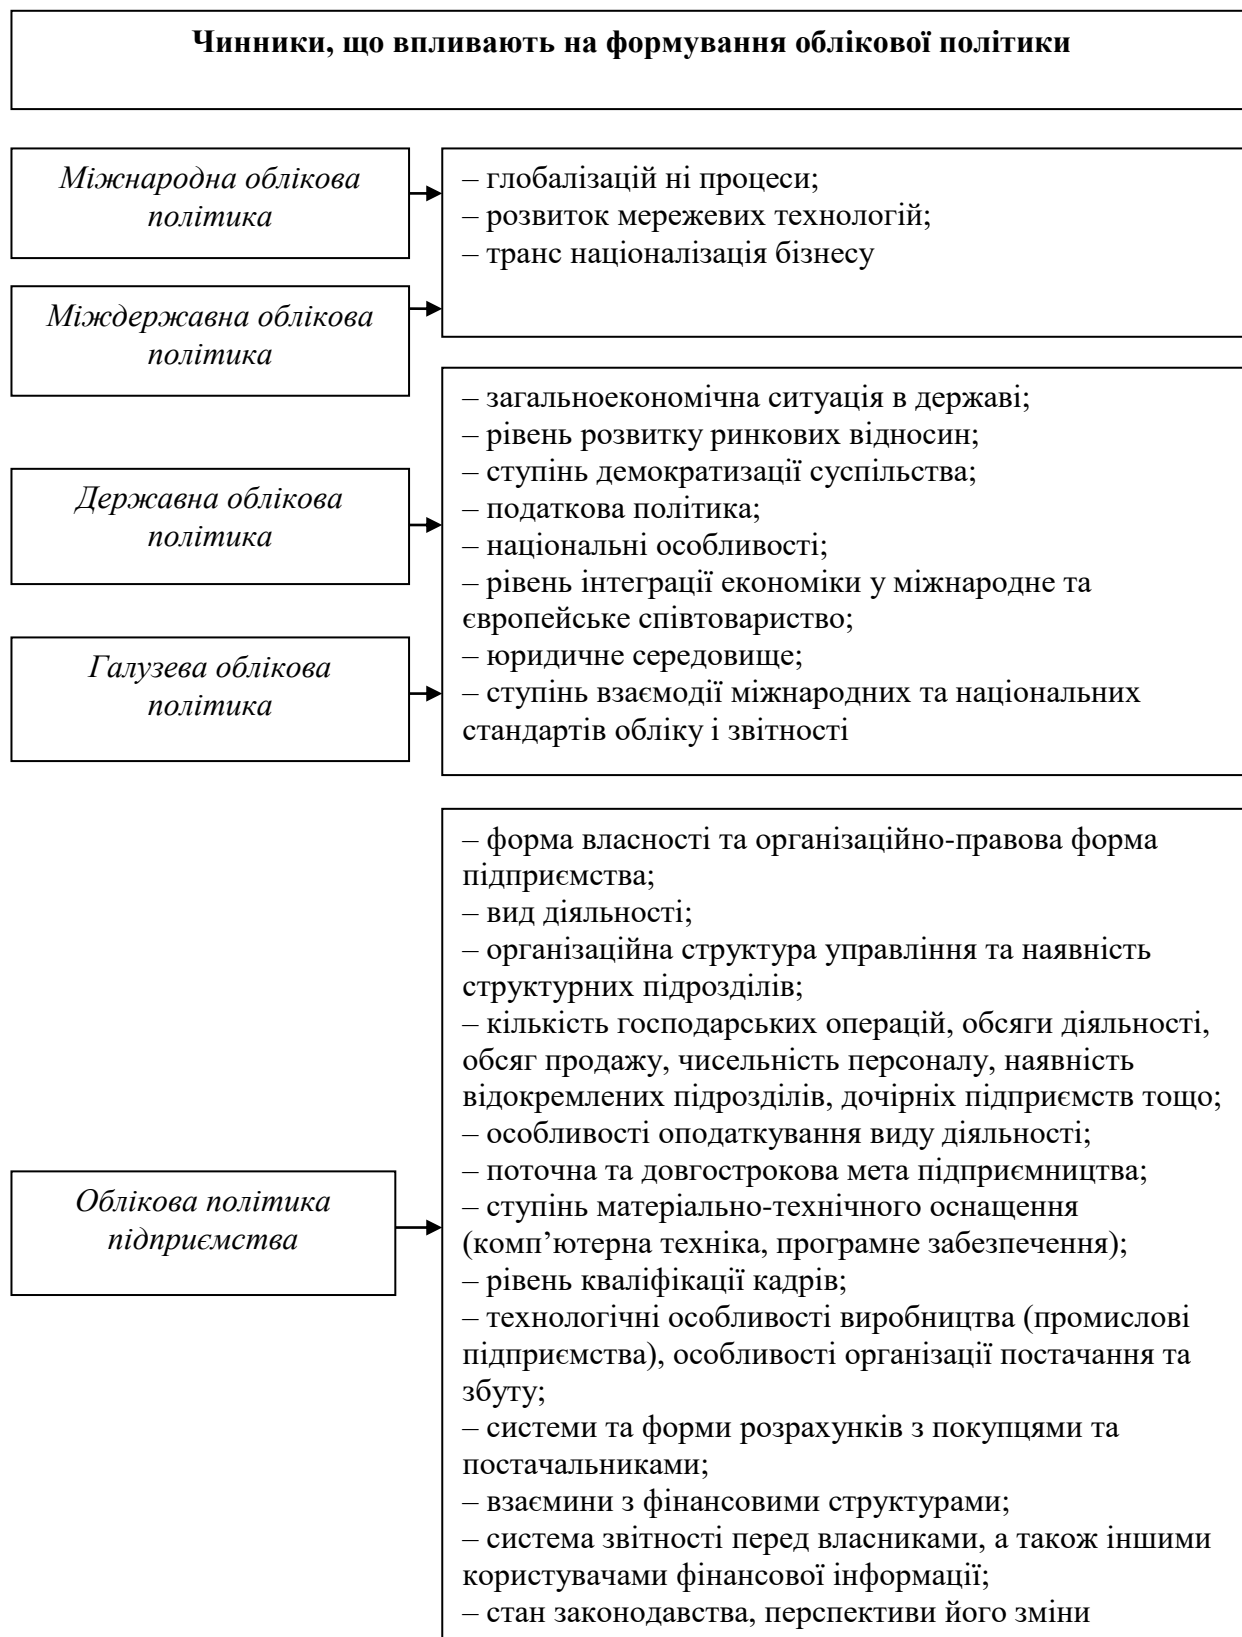 Чинники, що впливають на формування облікової політики
Міжнародна облікова
політика
– глобалізацій ні процеси;
– розвиток мережевих технологій;
– транс націоналізація бізнесу
Міждержавна облікова
політика
Державна облікова
політика
– загальноекономічна ситуація в державі;
– рівень розвитку ринкових відносин;
– ступінь демократизації суспільства;
– податкова політика;
– національні особливості;
– рівень інтеграції економіки у міжнародне та
європейське співтовариство;
– юридичне середовище;
– ступінь взаємодії міжнародних та національних
стандартів обліку і звітності
Галузева облікова
політика
Облікова політика
підприємства
– форма власності та організаційно-правова форма
підприємства;
– вид діяльності;
– організаційна структура управління та наявність
структурних підрозділів;
– кількість господарських операцій, обсяги діяльності,
обсяг продажу, чисельність персоналу, наявність
відокремлених підрозділів, дочірніх підприємств тощо;
– особливості оподаткування виду діяльності;
– поточна та довгострокова мета підприємництва;
– ступінь матеріально-технічного оснащення
(комп’ютерна техніка, програмне забезпечення);
– рівень кваліфікації кадрів;
– технологічні особливості виробництва (промислові
підприємства), особливості організації постачання та
збуту;
– системи та форми розрахунків з покупцями та
постачальниками;
– взаємини з фінансовими структурами;
– система звітності перед власниками, а також іншими
користувачами фінансової інформації;
– стан законодавства, перспективи його зміни